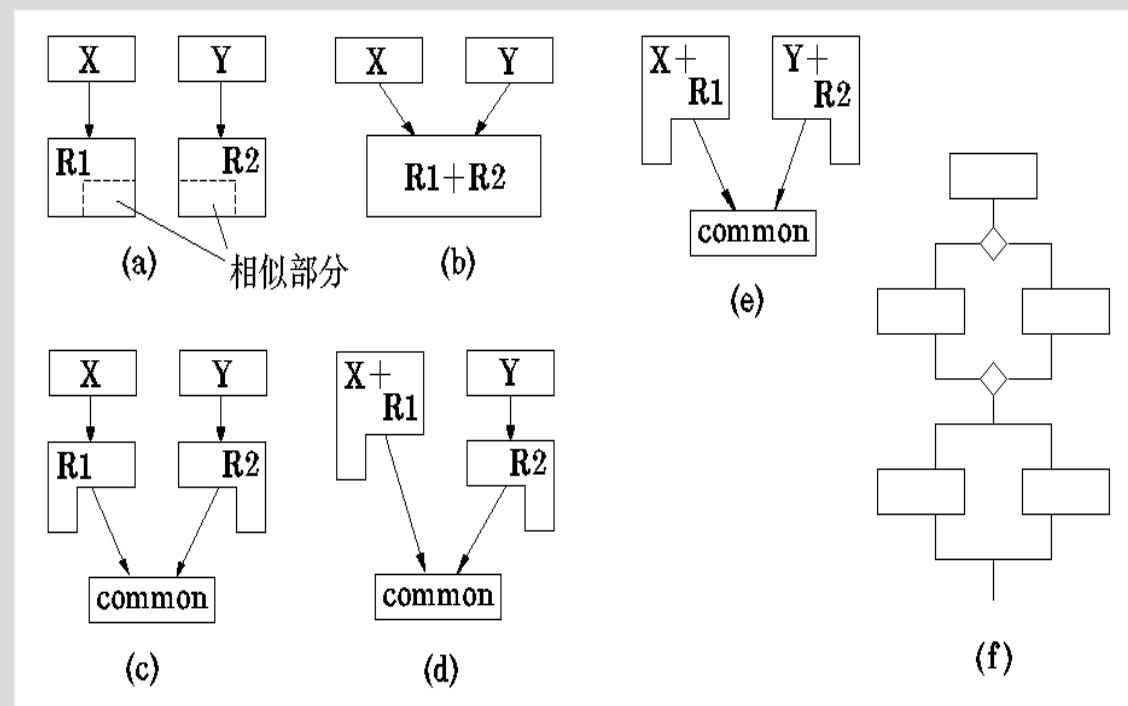 X
Y
R1
R2
相似部分
(a)
X
Y
R1+R2
(b)
X
Y
R1
R2
common
(c)
X+
R1
Y
R2
common
(d)
X+
R1
Y+
R2
common
(e)
(f)